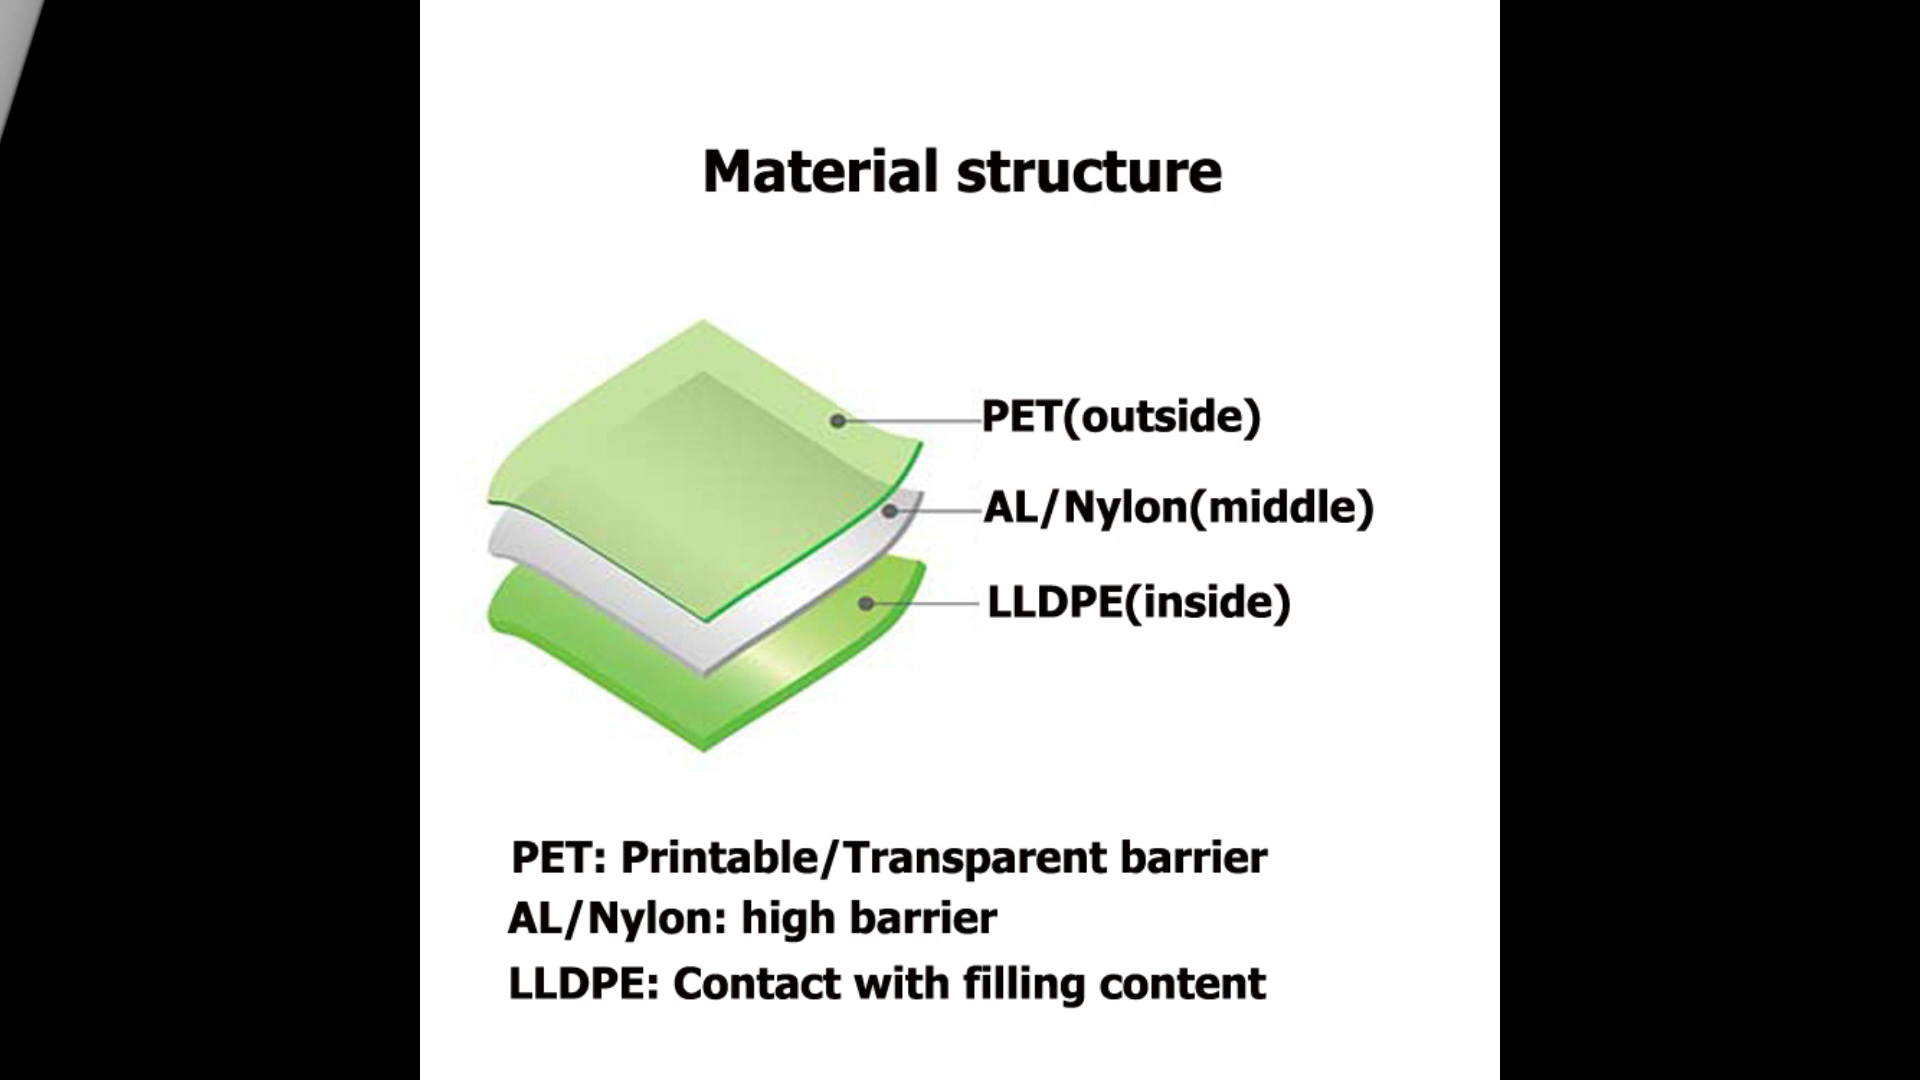 Material structure
PET(outside)
AL/Nylon(middle)
LLDPE(inside)
PET: Printable/Transparent barrier
AL/Nylon: high barrier
LLDPE: Contact with filling content